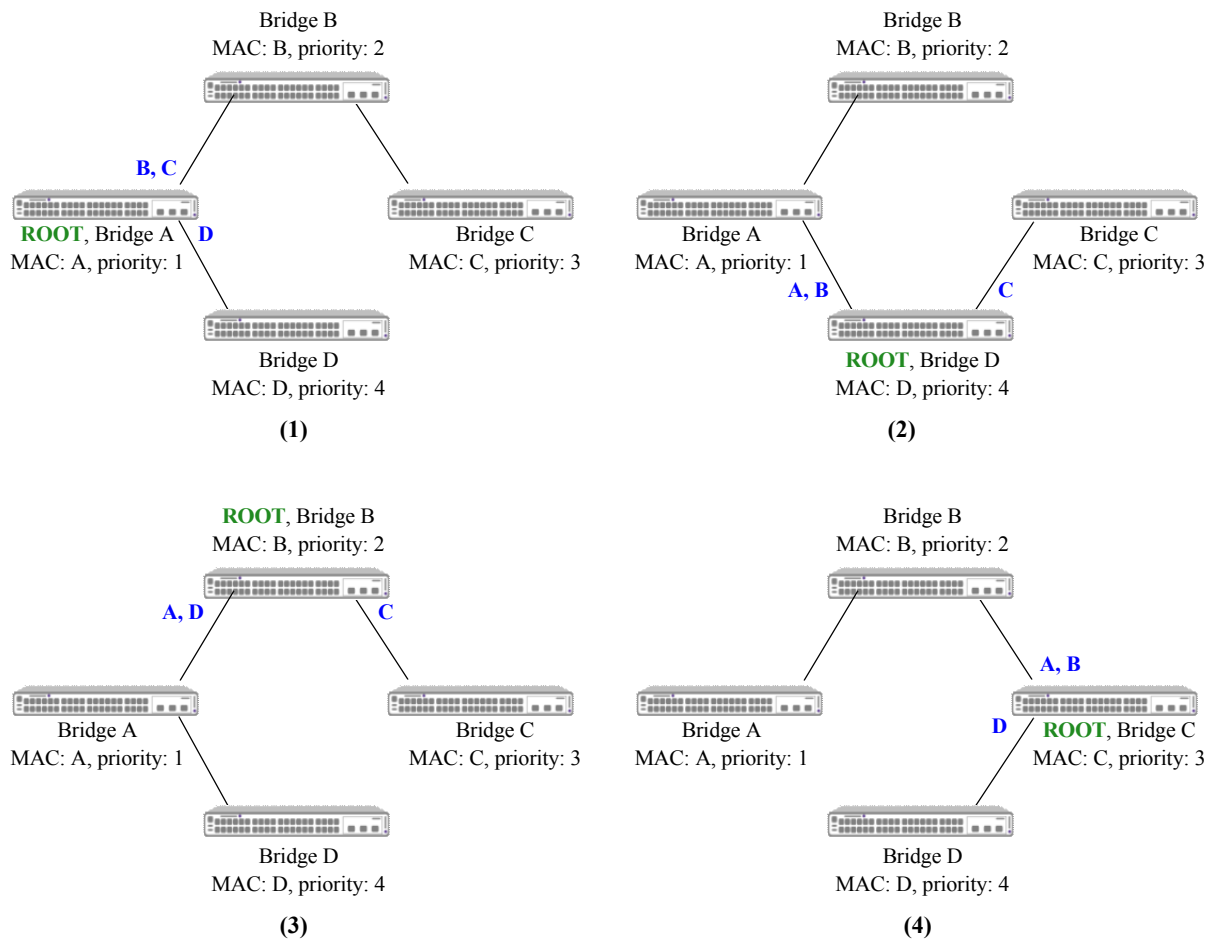 Bridge B
MAC: B, priority: 2
B, C
ROOT, Bridge A
MAC: A, priority: 1
D
Bridge C
MAC: C, priority: 3
Bridge D
MAC: D, priority: 4
(1)
Bridge B
MAC: B, priority: 2
Bridge A
MAC: A, priority: 1
A, B
Bridge C
MAC: C, priority: 3
C
ROOT, Bridge D
MAC: D, priority: 4
(2)
ROOT, Bridge B
MAC: B, priority: 2
A, D
C
Bridge A
MAC: A, priority: 1
Bridge C
MAC: C, priority: 3
Bridge D
MAC: D, priority: 4
(3)
Bridge B
MAC: B, priority: 2
A, B
Bridge A
MAC: A, priority: 1
D
ROOT, Bridge C
MAC: C, priority: 3
Bridge D
MAC: D, priority: 4
(4)